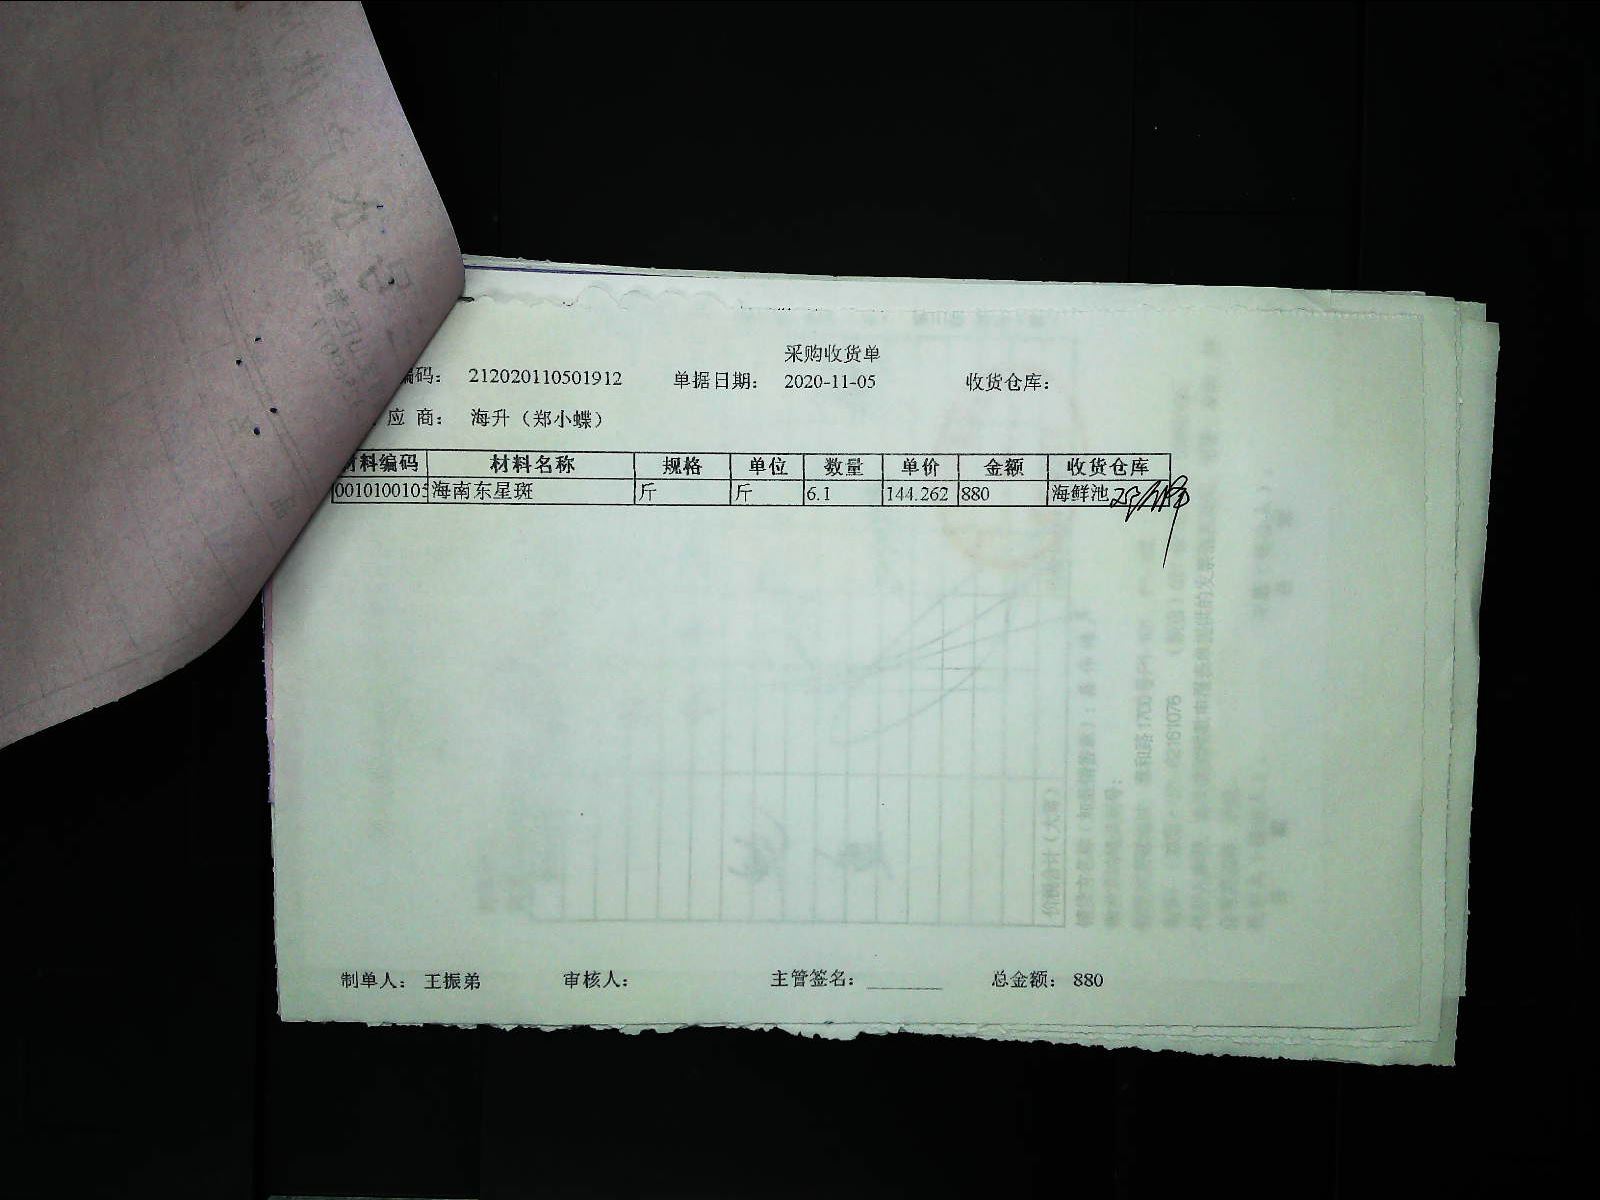 采购收货单
编码： 212020110501912 单据日期： 2020-11-05 收货仓库：
应 商： 海升（郑小蝶）
材料编码 材料名称 规格 单位 数量 单价 金额 收货仓库
0010100105 海南东星斑 斤 斤 6.1 144.262 880 海鲜池
制单人： 王振弟 审核人： 主管签名： 总金额： 880